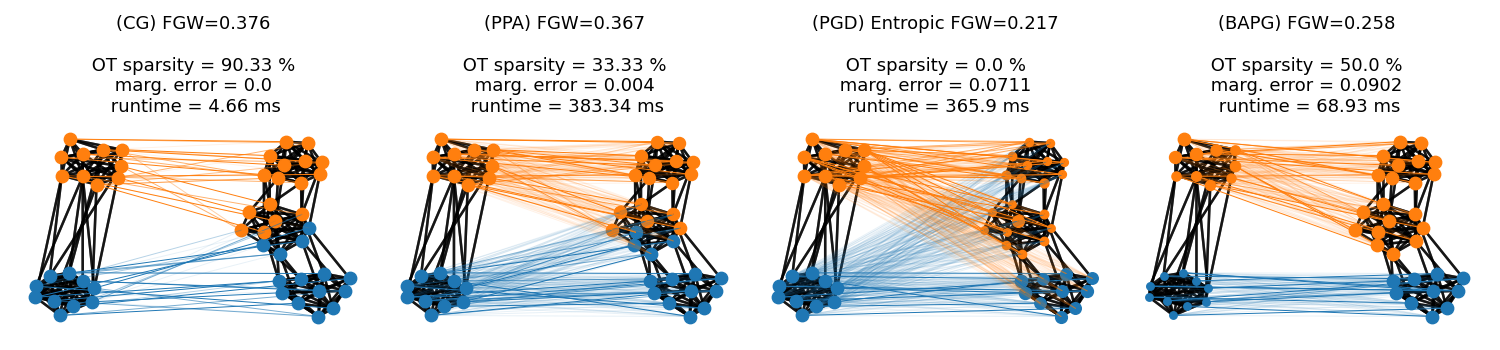 (CG) FGW=0.376
OT sparsity = 90.33 %
marg. error = 0.0
runtime = 4.66 ms
(PPA) FGW=0.367
OT sparsity = 33.33 %
marg. error = 0.004
runtime = 383.34 ms
(PGD) Entropic FGW=0.217
OT sparsity = 0.0 %
marg. error = 0.0711
runtime = 365.9 ms
(BAPG) FGW=0.258
OT sparsity = 50.0 %
marg. error = 0.0902
runtime = 68.93 ms